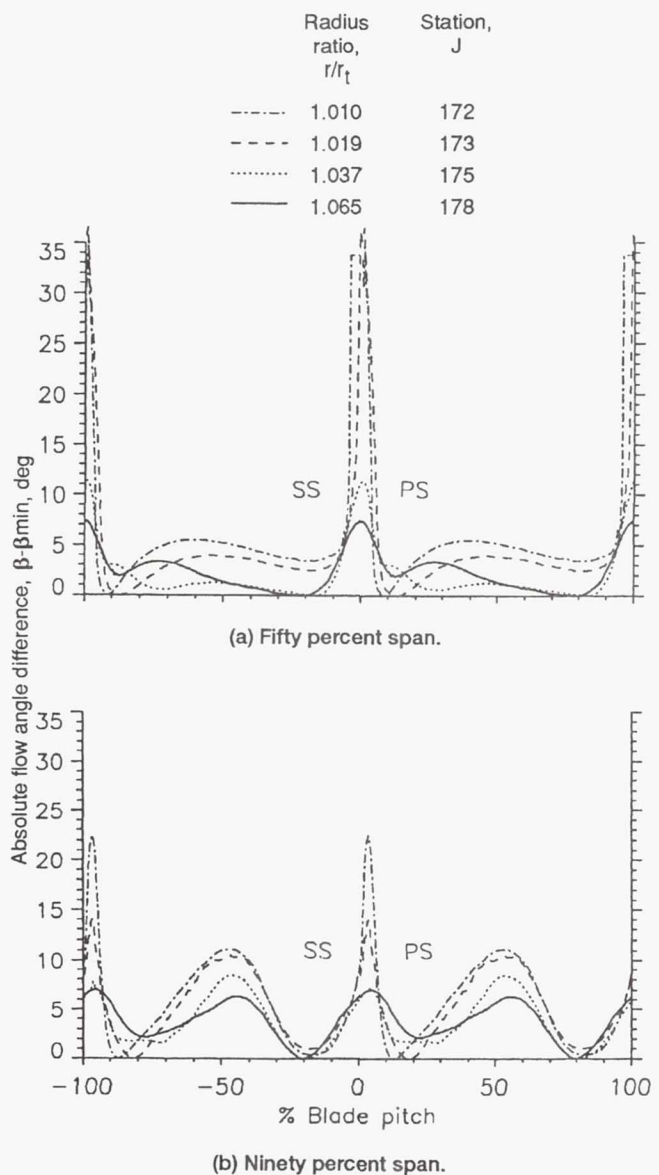 Radius ratio, r/rt Station, J
1.010 172
1.019 173
1.037 175
1.065 178
Absolute flow angle difference, β-βmin, deg
35
30
25
20
15
10
5
0
SS PS
(a) Fifty percent span.
35
30
25
20
15
10
5
0
SS PS
−100 −50 0 50 100
% Blade pitch
(b) Ninety percent span.